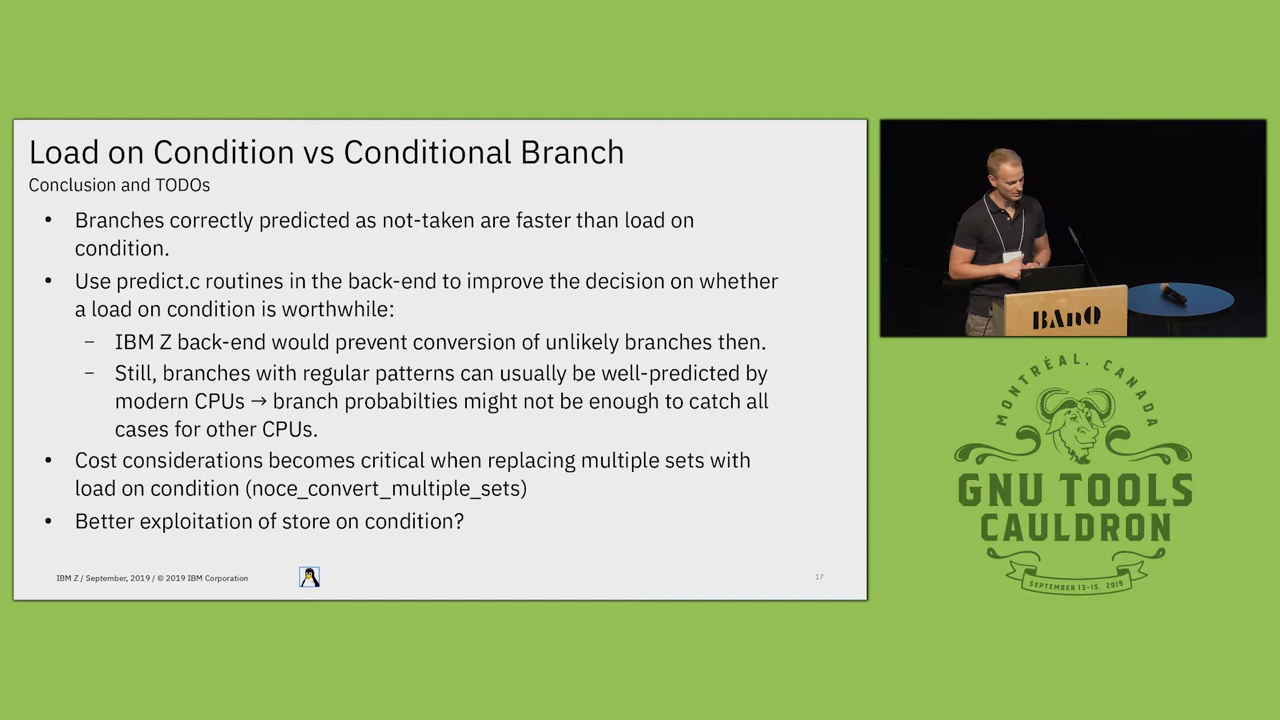 Load on Condition vs Conditional Branch
Conclusion and TODOs
• Branches correctly predicted as not-taken are faster than load on
condition.
• Use predict.c routines in the back-end to improve the decision on whether
a load on condition is worthwhile:
– IBM Z back-end would prevent conversion of unlikely branches then.
– Still, branches with regular patterns can usually be well-predicted by
modern CPUs → branch probabilties might not be enough to catch all
cases for other CPUs.
• Cost considerations becomes critical when replacing multiple sets with
load on condition (noce_convert_multiple_sets)
• Better exploitation of store on condition?
IBM Z / September, 2019 / © 2019 IBM Corporation
17
BAnQ
MONTRÉAL, CANADA
GNU TOOLS
CAULDRON
SEPTEMBER 13-15, 2019